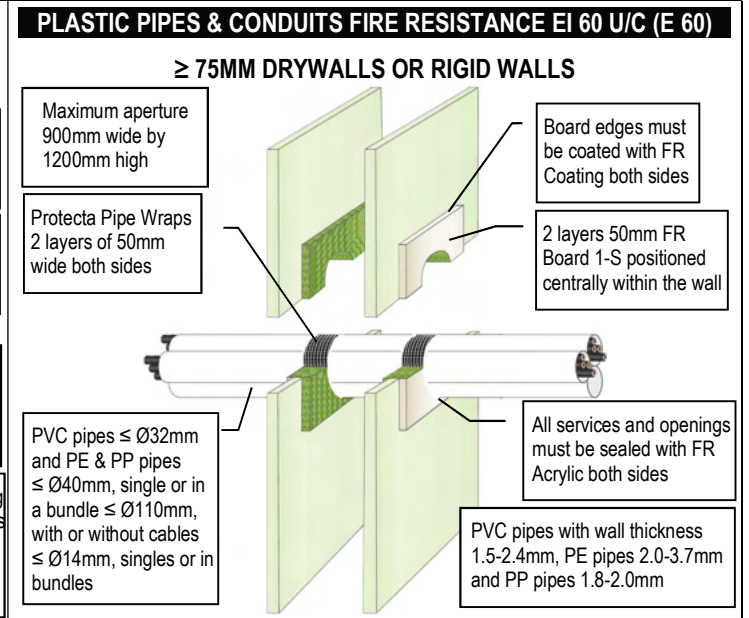 PLASTIC PIPES & CONDUITS FIRE RESISTANCE EI 60 U/C (E 60)
≥ 75MM DRYWALLS OR RIGID WALLS
Maximum aperture
900mm wide by
1200mm high
Board edges must
be coated with FR
Coating both sides
Protecta Pipe Wraps
2 layers of 50mm
wide both sides
2 layers 50mm FR
Board 1-S positioned
centrally within the wall
PVC pipes ≤ Ø32mm
and PE & PP pipes
≤ Ø40mm, single or in
a bundle ≤ Ø110mm,
with or without cables
≤ Ø14mm, singles or in
bundles
All services and openings
must be sealed with FR
Acrylic both sides
PVC pipes with wall thickness
1.5-2.4mm, PE pipes 2.0-3.7mm
and PP pipes 1.8-2.0mm